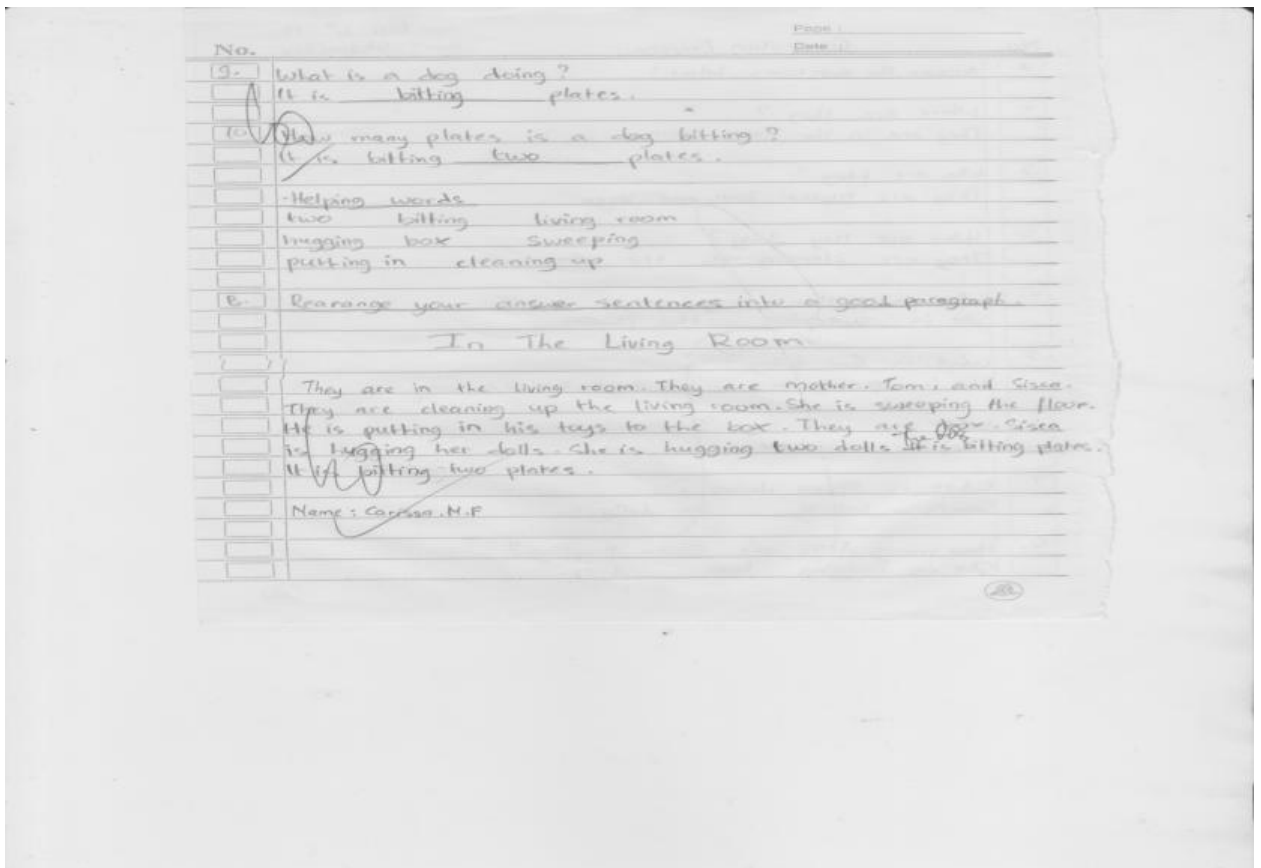 Page :
No.
Date :
9. What is a dog doing?
It is bitting plates.
10. How many plates is a dog bitting?
It is bitting two plates.
- Helping words
two bitting living room
hugging box sweeping
putting in cleaning up
B. Rearange your answer sentences into a good paragraph.
In The Living Room
They are in the living room. They are mother, Tom, and Sisca.
They are cleaning up the living room. She is sweeping the floor.
He is putting in his toys to the box. They are Sisca
is hugging her dolls. She is hugging two dolls It is bitting plates.
It is bitting two plates.
Name : Carissa. M.F